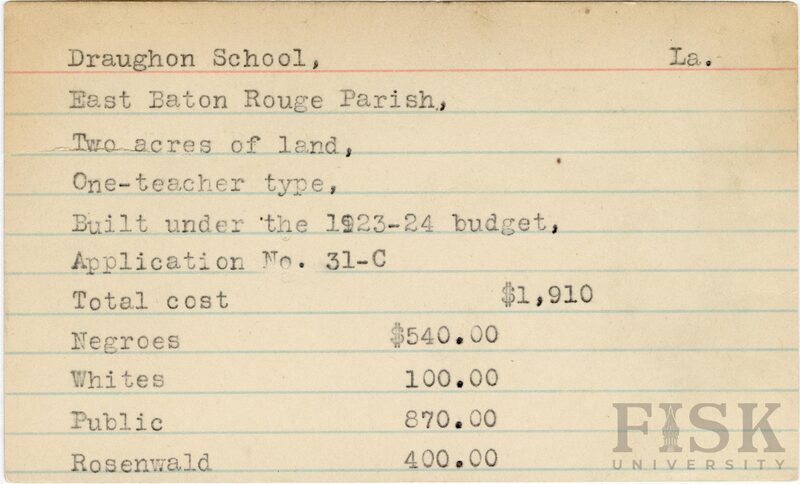 Draughon School, La.
East Baton Rouge Parish,
Two acres of land,
One-teacher type,
Built under the 1923-24 budget,
Application No. 31-C
Total cost $1,910
Negroes $540.00
Whites 100.00
Public 870.00
Rosenwald 400.00
FISK
UNIVERSITY